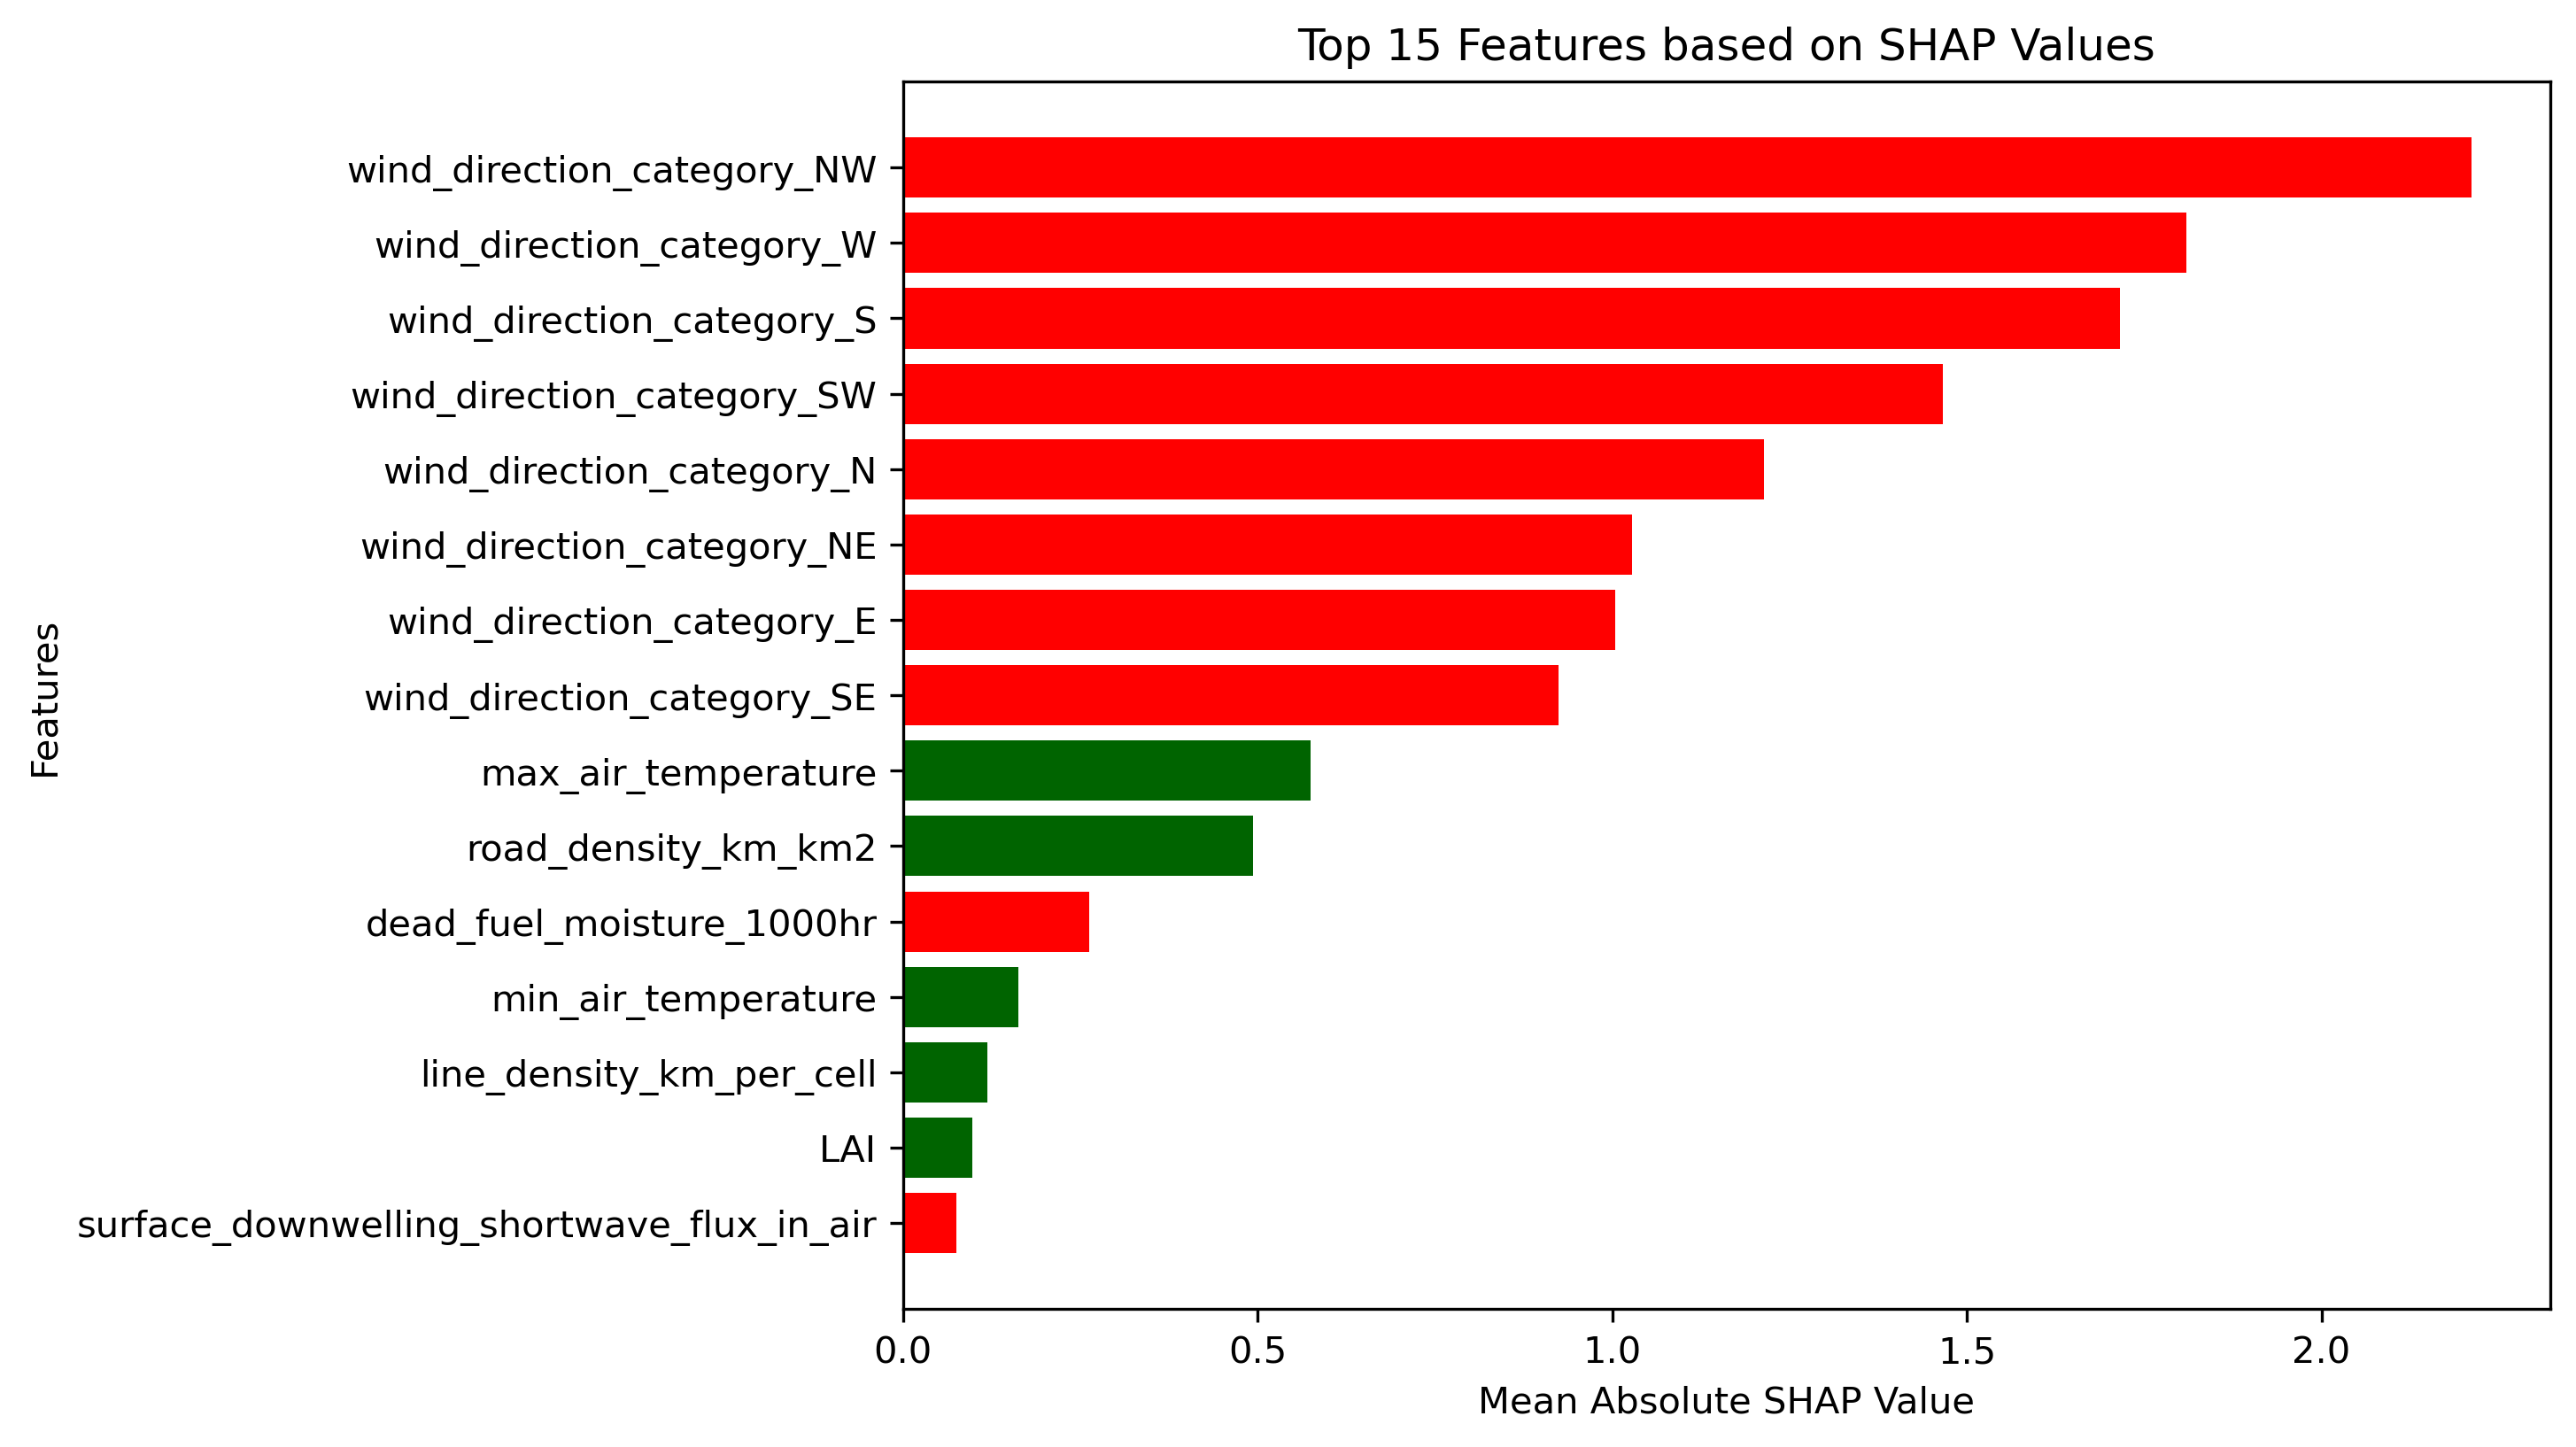 Top 15 Features based on SHAP Values
wind_direction_category_NW
wind_direction_category_W
wind_direction_category_S
wind_direction_category_SW
wind_direction_category_N
wind_direction_category_NE
wind_direction_category_E
wind_direction_category_SE
max_air_temperature
road_density_km_km2
dead_fuel_moisture_1000hr
min_air_temperature
line_density_km_per_cell
LAI
surface_downwelling_shortwave_flux_in_air
Features
0.0 0.5 1.0 1.5 2.0
Mean Absolute SHAP Value